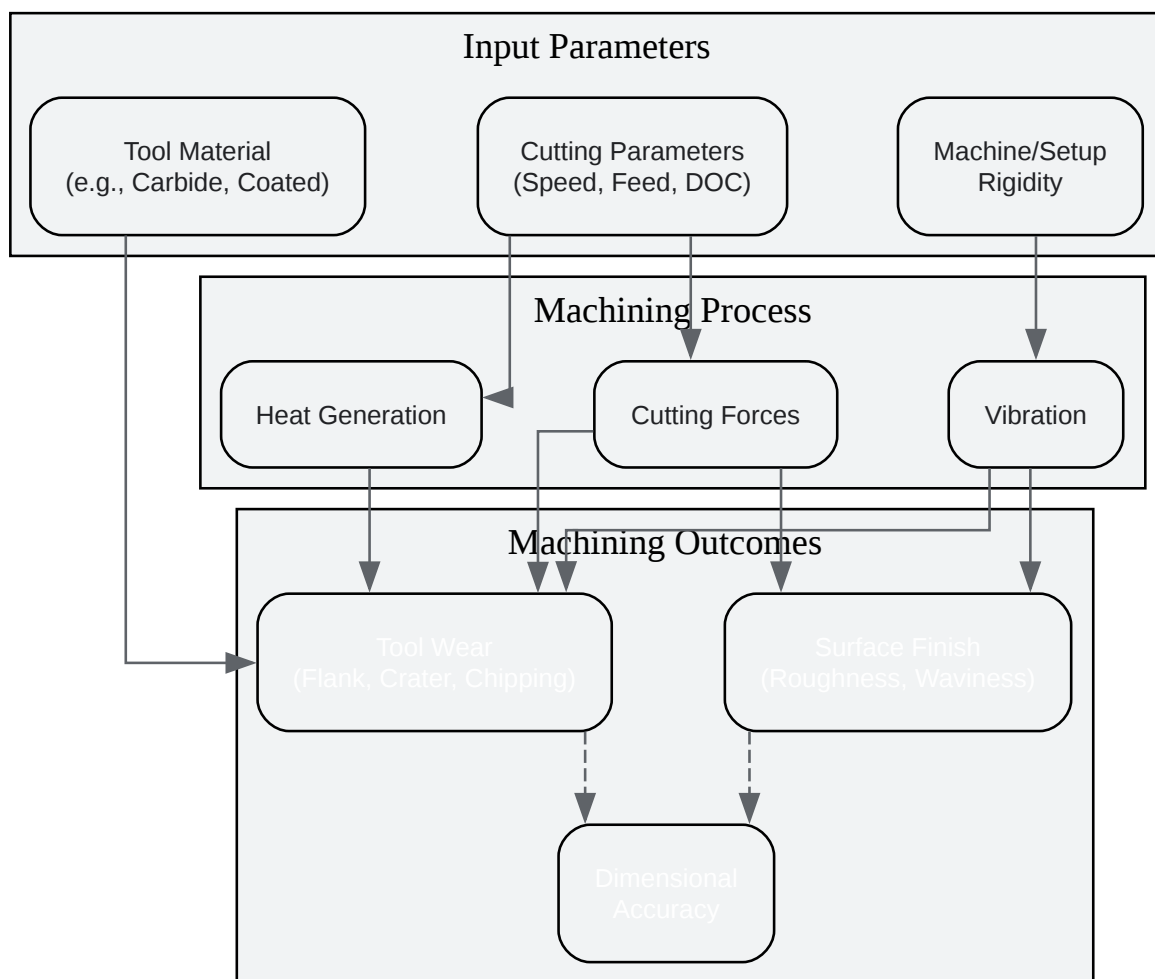 Input Parameters
Tool Material
(e.g., Carbide, Coated)
Cutting Parameters
(Speed, Feed, DOC)
Machine/Setup
Rigidity
Machining Process
Heat Generation
Cutting Forces
Vibration
Machining Outcomes
Tool Wear
(Flank, Crater, Chipping)
Surface Finish
(Roughness, Waviness)
Dimensional
Accuracy